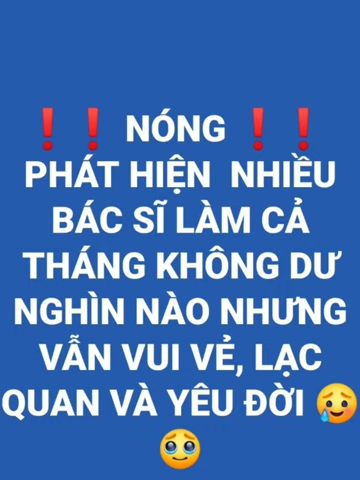 ❗❗ NÓNG ❗❗
PHÁT HIỆN NHIỀU
BÁC SĨ LÀM CẢ
THÁNG KHÔNG DƯ
NGHÌN NÀO NHƯNG
VẪN VUI VẺ, LẠC
QUAN VÀ YÊU ĐỜI 🥲
🥹